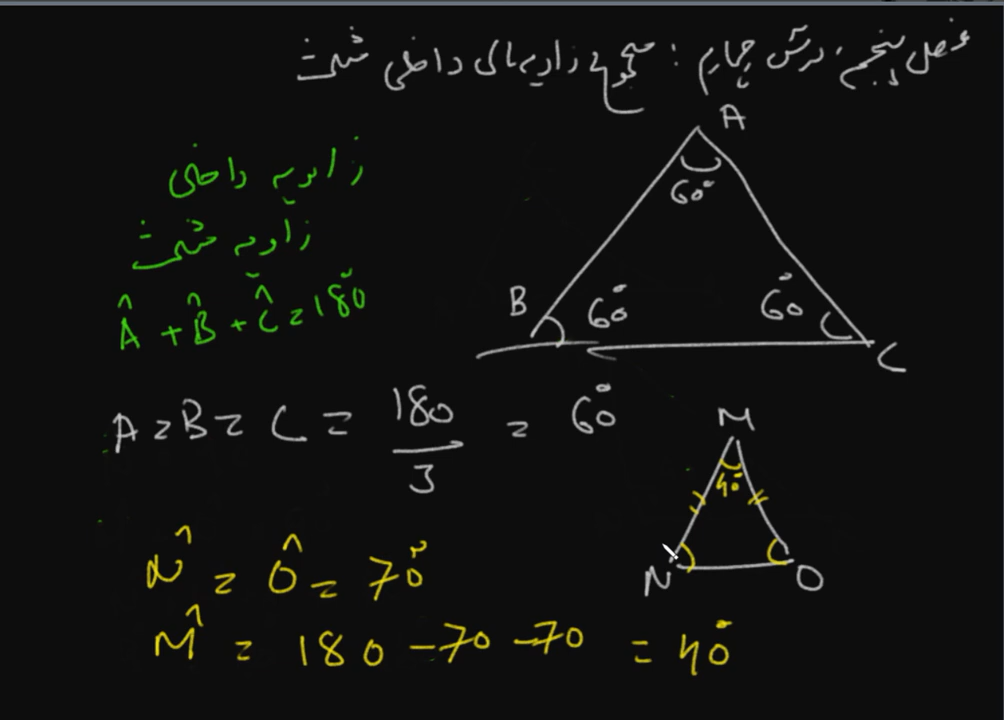 فصل پنجم، درس چهارم : مجموع زاویه‌های داخلی مثلث
A
60°
زاویه داخلی
زاویه مثلث
Â + B̂ + Ĉ = 180°
B
60°
60°
C
A = B = C = 180/3 = 60°
M
40°
N
O
N̂ = Ô = 70°
M̂ = 180 - 70 - 70 = 40°